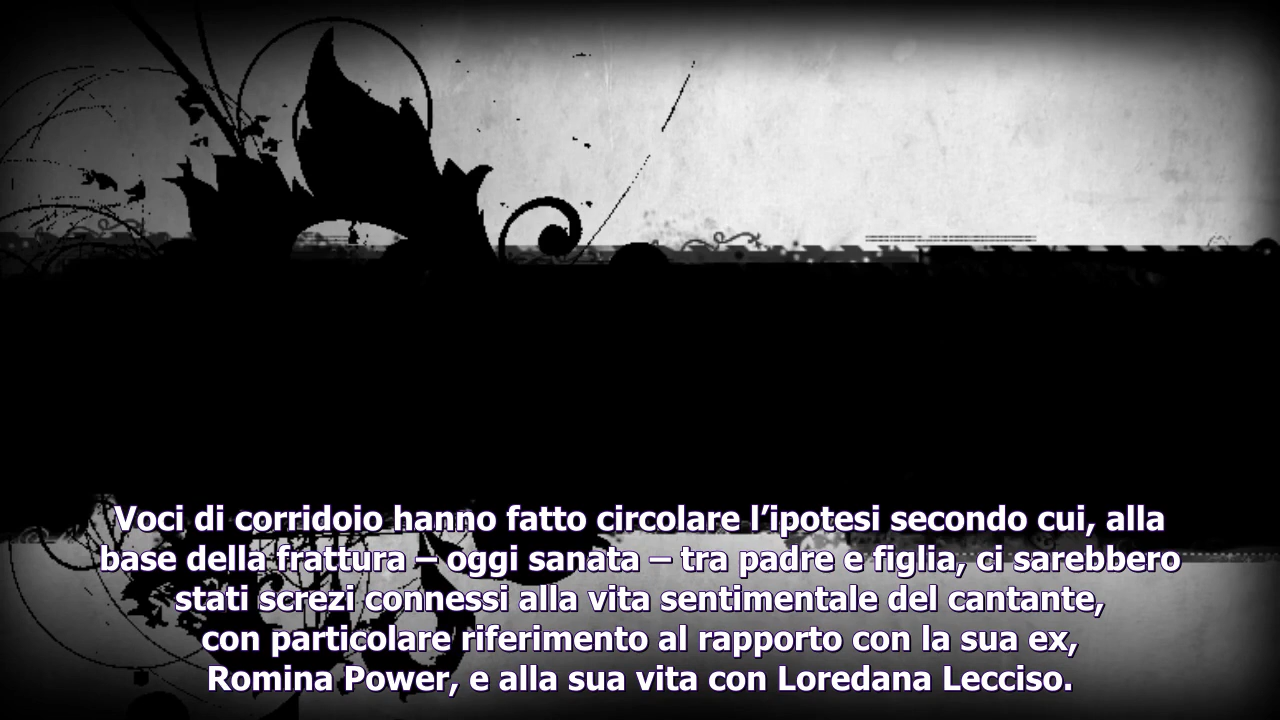 Voci di corridoio hanno fatto circolare l’ipotesi secondo cui, alla
base della frattura – oggi sanata – tra padre e figlia, ci sarebbero
stati screzi connessi alla vita sentimentale del cantante,
con particolare riferimento al rapporto con la sua ex,
Romina Power, e alla sua vita con Loredana Lecciso.